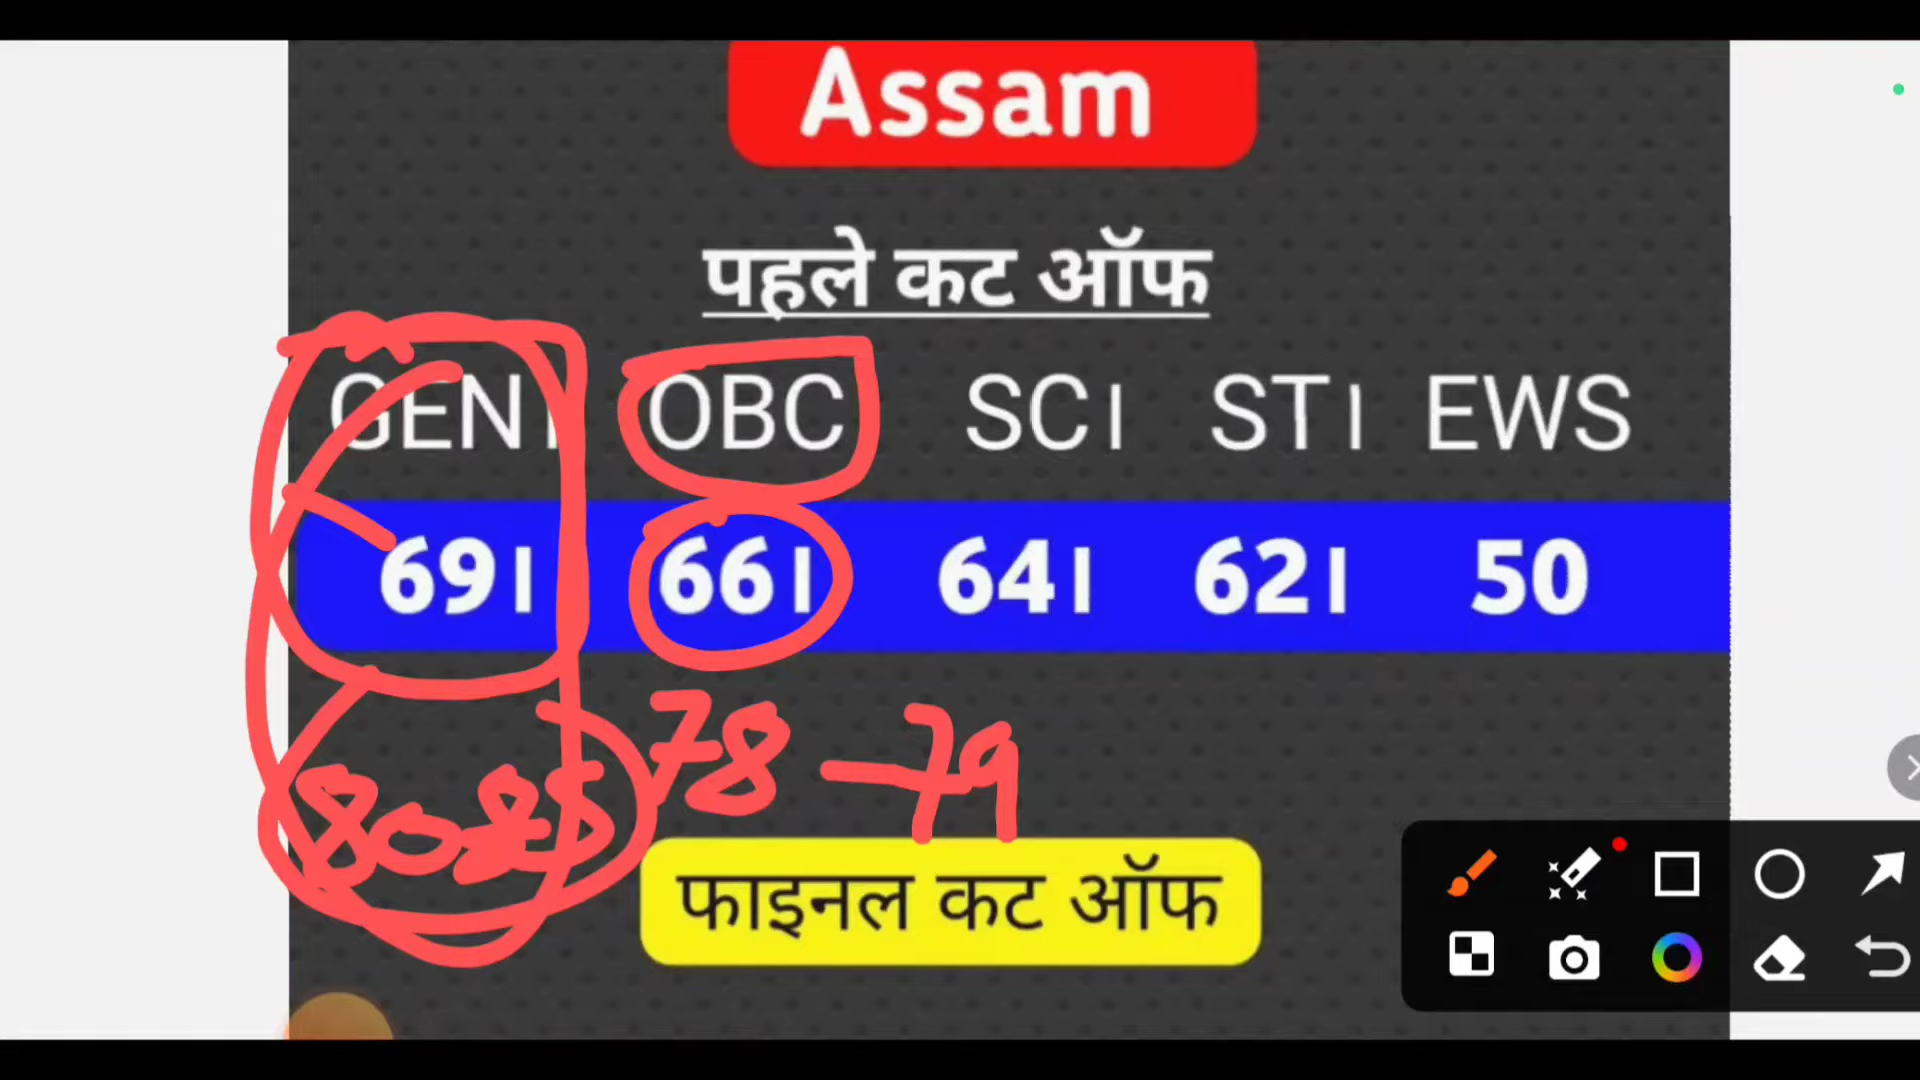 Assam
पहले कट ऑफ
GEN। OBC SC। ST। EWS
69। 66। 64। 62। 50
78 - 79
80-85
फाइनल कट ऑफ